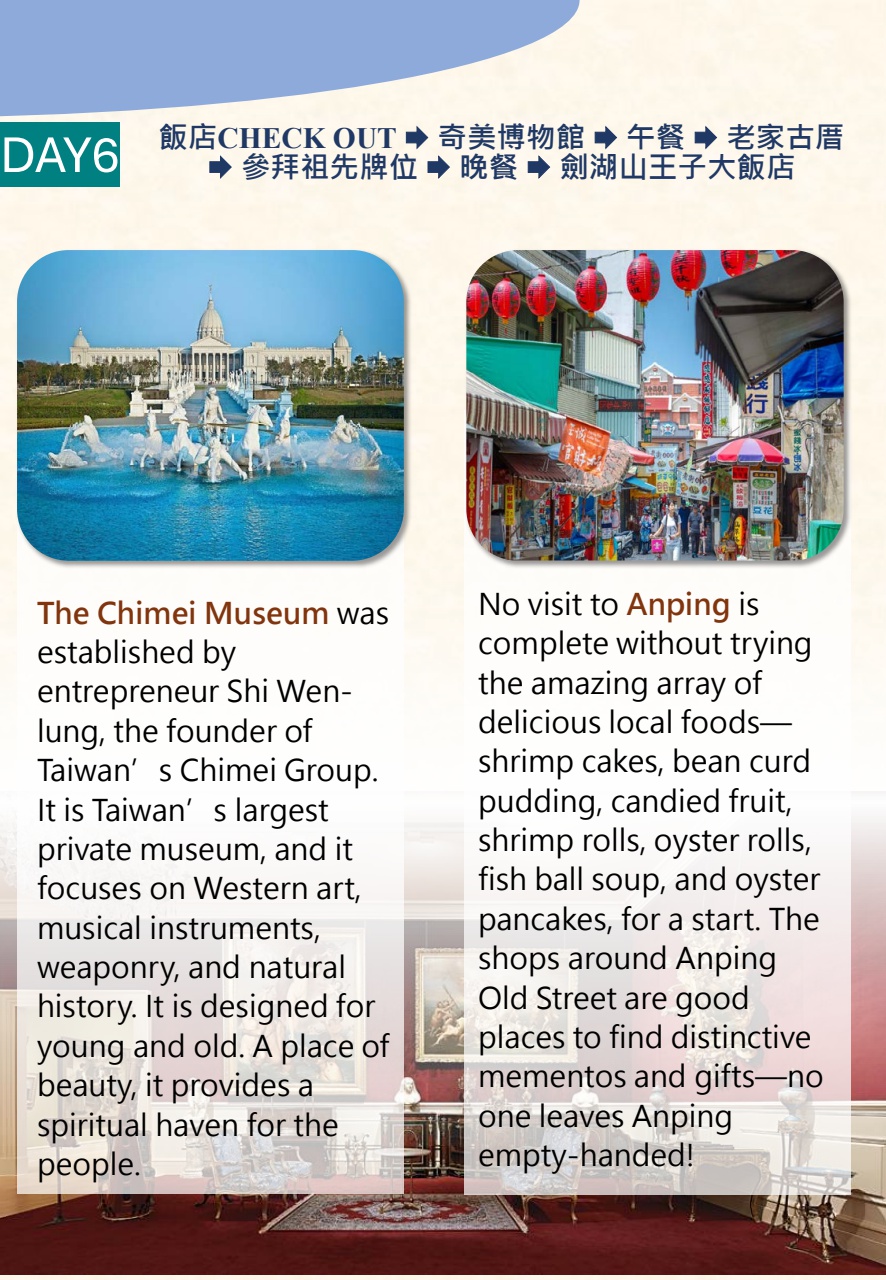 DAY6
飯店CHECK OUT ➡ 奇美博物館 ➡ 午餐 ➡ 老家古厝
➡ 參拜祖先牌位 ➡ 晚餐 ➡ 劍湖山王子大飯店
錢
行
豆花
The Chimei Museum was
established by
entrepreneur Shi Wen-
lung, the founder of
Taiwan’ s Chimei Group.
It is Taiwan’ s largest
private museum, and it
focuses on Western art,
musical instruments,
weaponry, and natural
history. It is designed for
young and old. A place of
beauty, it provides a
spiritual haven for the
people.
No visit to Anping is
complete without trying
the amazing array of
delicious local foods—
shrimp cakes, bean curd
pudding, candied fruit,
shrimp rolls, oyster rolls,
fish ball soup, and oyster
pancakes, for a start. The
shops around Anping
Old Street are good
places to find distinctive
mementos and gifts—no
one leaves Anping
empty-handed!